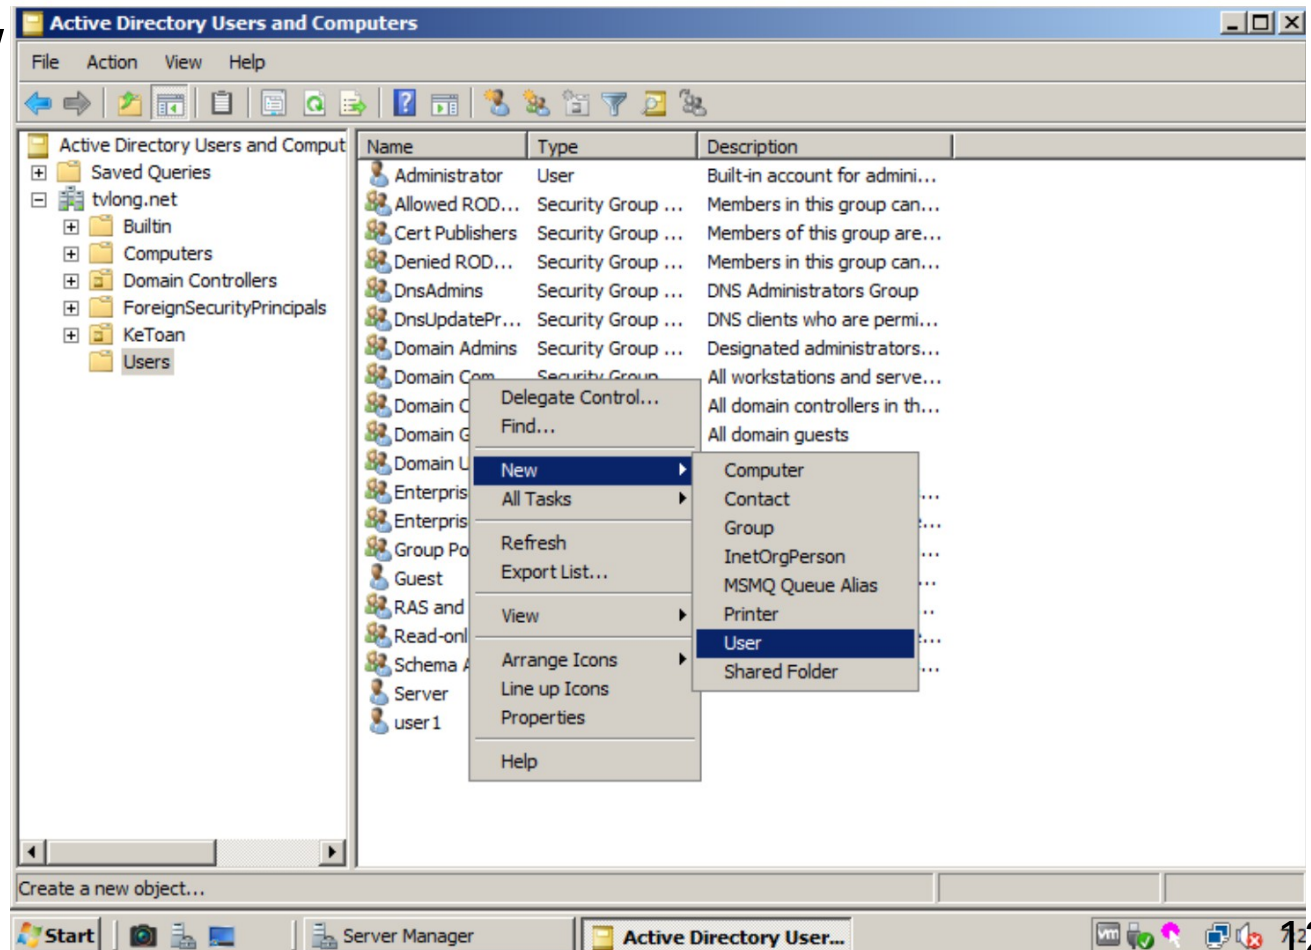 Active Directory Users and Computers
File Action View Help
Active Directory Users and Comput
Saved Queries
tvlong.net
Builtin
Computers
Domain Controllers
ForeignSecurityPrincipals
KeToan
Users
Name Type Description
Administrator User Built-in account for admini...
Allowed ROD... Security Group ... Members in this group can...
Cert Publishers Security Group ... Members of this group are...
Denied ROD... Security Group ... Members in this group can...
DnsAdmins Security Group ... DNS Administrators Group
DnsUpdatePr... Security Group ... DNS clients who are permi...
Domain Admins Security Group ... Designated administrators...
Domain Com Security Group All workstations and serve...
Domain C All domain controllers in th...
Domain G All domain guests
Domain U
Enterpris
Enterpris
Group Po
Guest
RAS and
Read-onl
Schema A
Server
user1
Delegate Control...
Find...
New
All Tasks
Refresh
Export List...
View
Arrange Icons
Line up Icons
Properties
Help
Computer
Contact
Group
InetOrgPerson
MSMQ Queue Alias
Printer
User
Shared Folder
Create a new object...
Start Server Manager Active Directory User...